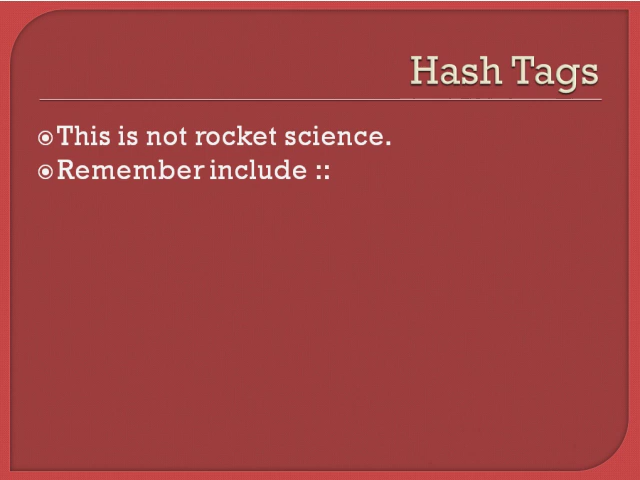 Hash Tags
This is not rocket science.
Remember include ::